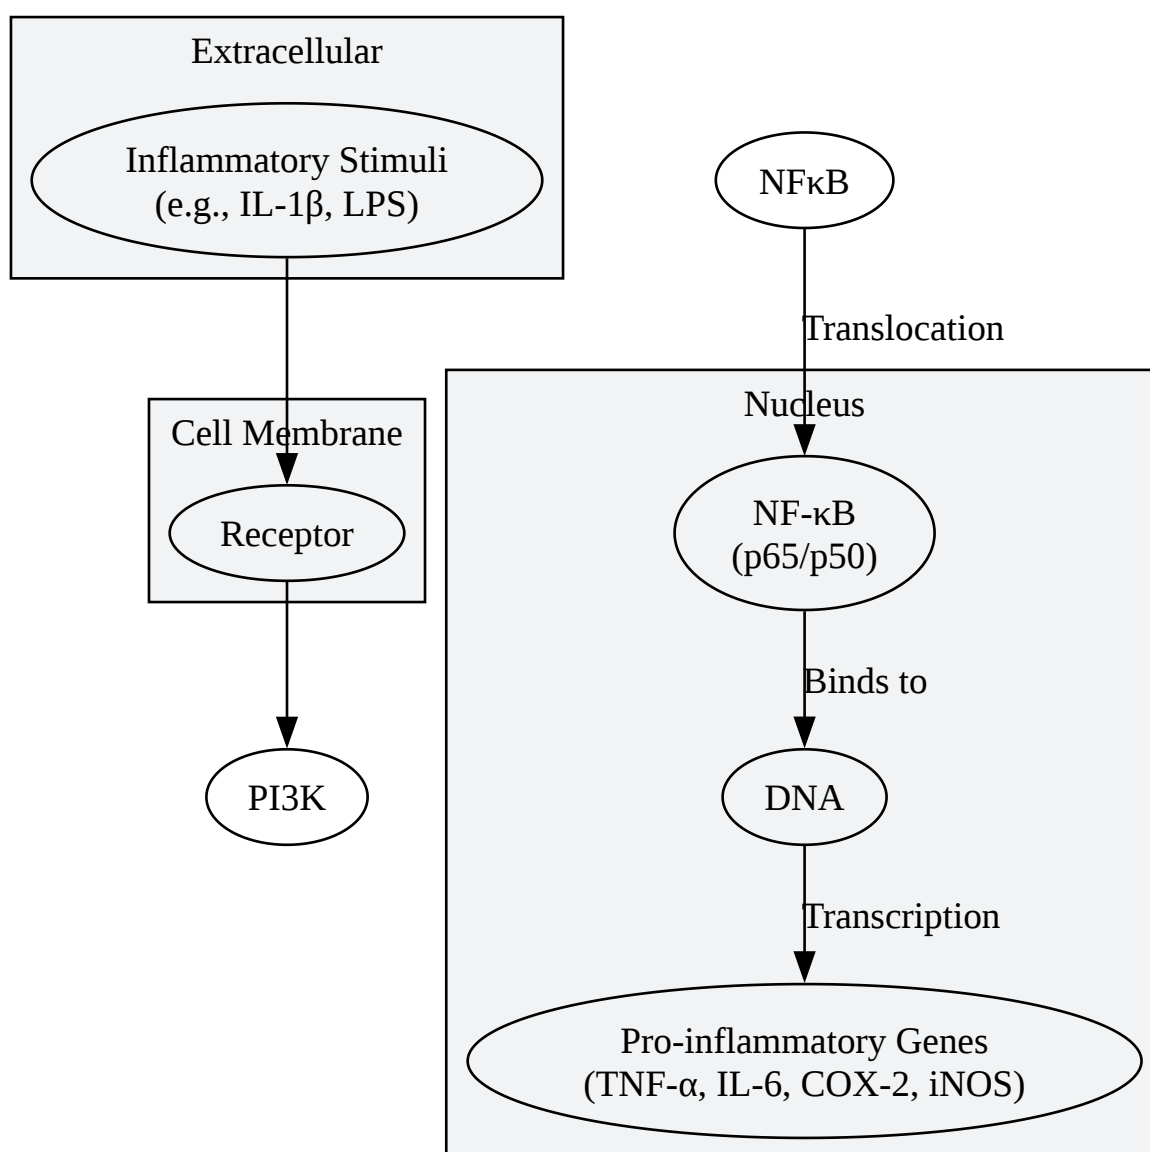 Extracellular
Inflammatory Stimuli
(e.g., IL-1β, LPS)
NFκB
Translocation
Nucleus
Cell Membrane
Receptor
NF-κB
(p65/p50)
Binds to
PI3K
DNA
Transcription
Pro-inflammatory Genes
(TNF-α, IL-6, COX-2, iNOS)